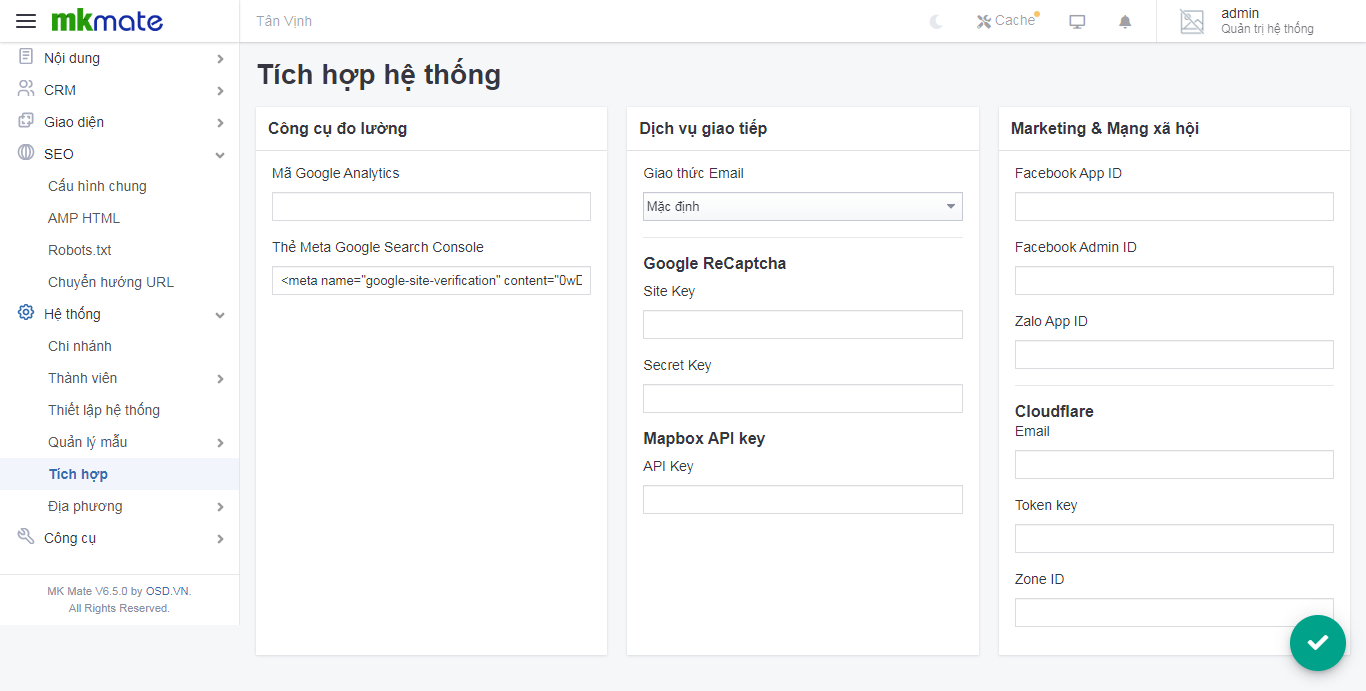 mkmate
Tân Vịnh
Cache
admin
Quản trị hệ thống
Nội dung
CRM
Giao diện
SEO
Cấu hình chung
AMP HTML
Robots.txt
Chuyển hướng URL
Hệ thống
Chi nhánh
Thành viên
Thiết lập hệ thống
Quản lý mẫu
Tích hợp
Địa phương
Công cụ
MK Mate V6.5.0 by OSD.VN.
All Rights Reserved.
Tích hợp hệ thống
Công cụ đo lường
Mã Google Analytics
Thẻ Meta Google Search Console
<meta name="google-site-verification" content="0wD
Dịch vụ giao tiếp
Giao thức Email
Mặc định
Google ReCaptcha
Site Key
Secret Key
Mapbox API key
API Key
Marketing & Mạng xã hội
Facebook App ID
Facebook Admin ID
Zalo App ID
Cloudflare
Email
Token key
Zone ID